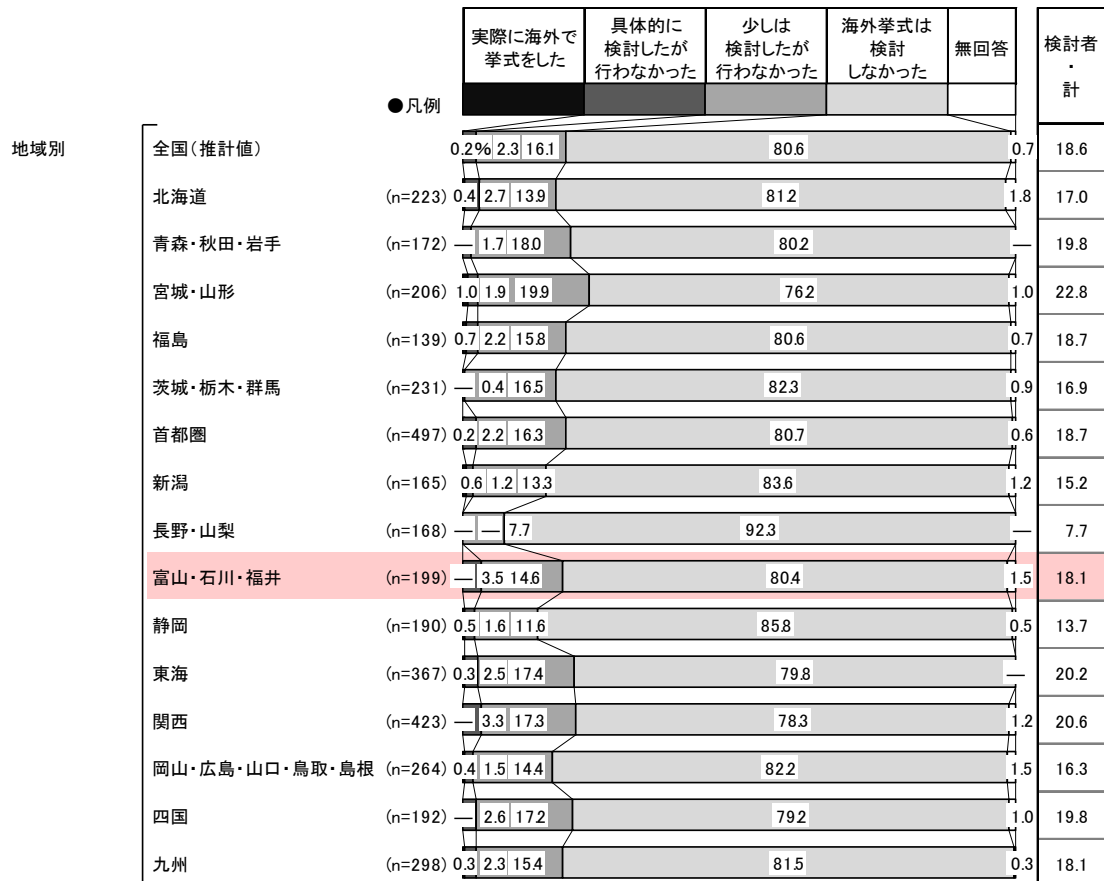 実際に海外で
挙式をした
具体的に
検討したが
行わなかった
少しは
検討したが
行わなかった
海外挙式は
検討
しなかった
無回答
検討者
・
計
●凡例
地域別
全国(推計値) 0.2% 2.3 16.1 80.6 0.7 18.6
北海道 (n=223) 0.4 2.7 13.9 81.2 1.8 17.0
青森・秋田・岩手 (n=172) — 1.7 18.0 80.2 — 19.8
宮城・山形 (n=206) 1.0 1.9 19.9 76.2 1.0 22.8
福島 (n=139) 0.7 2.2 15.8 80.6 0.7 18.7
茨城・栃木・群馬 (n=231) — 0.4 16.5 82.3 0.9 16.9
首都圏 (n=497) 0.2 2.2 16.3 80.7 0.6 18.7
新潟 (n=165) 0.6 1.2 13.3 83.6 1.2 15.2
長野・山梨 (n=168) — — 7.7 92.3 — 7.7
富山・石川・福井 (n=199) — 3.5 14.6 80.4 1.5 18.1
静岡 (n=190) 0.5 1.6 11.6 85.8 0.5 13.7
東海 (n=367) 0.3 2.5 17.4 79.8 — 20.2
関西 (n=423) — 3.3 17.3 78.3 1.2 20.6
岡山・広島・山口・鳥取・島根 (n=264) 0.4 1.5 14.4 82.2 1.5 16.3
四国 (n=192) — 2.6 17.2 79.2 1.0 19.8
九州 (n=298) 0.3 2.3 15.4 81.5 0.3 18.1